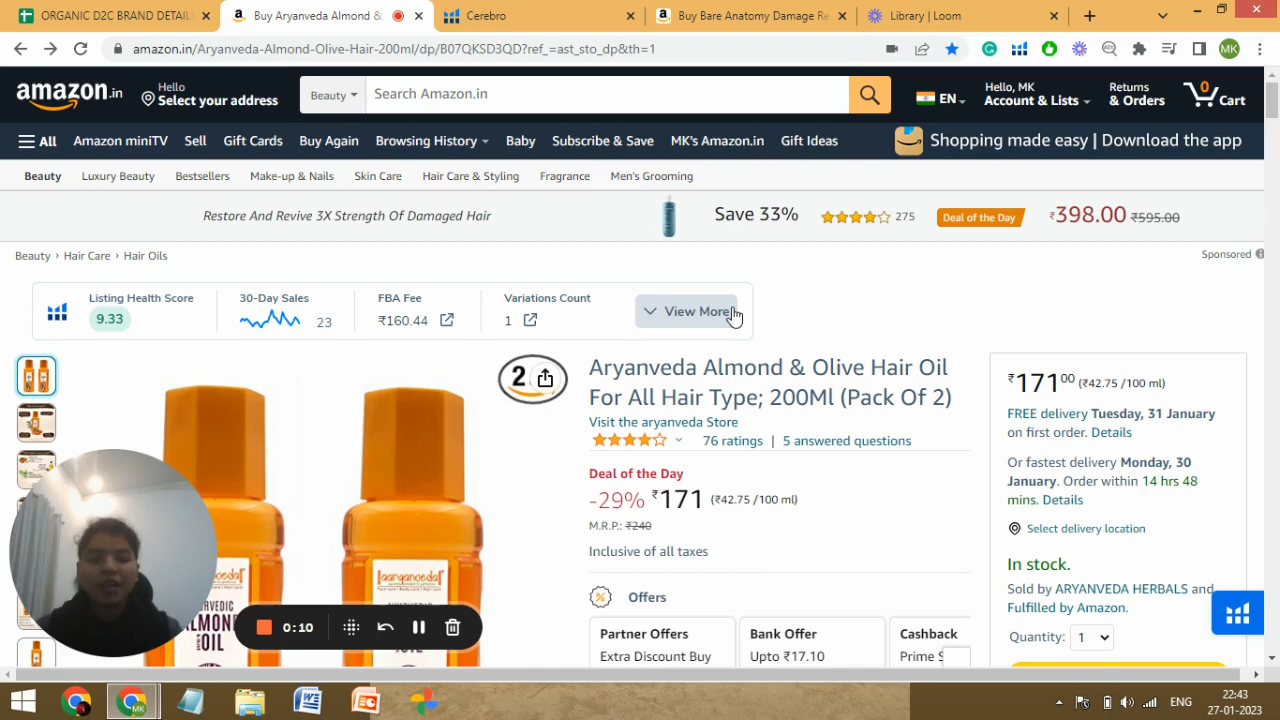 ORGANIC D2C BRAND DETAIL
Buy Aryanveda Almond &
Cerebro
Buy Bare Anatomy Damage Re
Library | Loom
amazon.in/Aryanveda-Almond-Olive-Hair-200ml/dp/B07QKSD3QD?ref_=ast_sto_dp&th=1
MK
amazon.in
Hello
Select your address
Beauty
Search Amazon.in
EN
Hello, MK
Account & Lists
Returns
& Orders
0
Cart
All
Amazon miniTV
Sell
Gift Cards
Buy Again
Browsing History
Baby
Subscribe & Save
MK's Amazon.in
Gift Ideas
Shopping made easy | Download the app
Beauty
Luxury Beauty
Bestsellers
Make-up & Nails
Skin Care
Hair Care & Styling
Fragrance
Men's Grooming
Restore And Revive 3X Strength Of Damaged Hair
Save 33%
275
Deal of the Day
₹398.00 ₹595.00
Beauty › Hair Care › Hair Oils
Sponsored
Listing Health Score
9.33
30-Day Sales
23
FBA Fee
₹160.44
Variations Count
1
View More
2
Aryanveda Almond & Olive Hair Oil
For All Hair Type; 200Ml (Pack Of 2)
Visit the aryanveda Store
76 ratings | 5 answered questions
Deal of the Day
-29% ₹171 (₹42.75 /100 ml)
M.R.P.: ₹240
Inclusive of all taxes
Offers
Partner Offers
Extra Discount Buy
Bank Offer
Upto ₹17.10
Cashback
Prime S
₹171⁰⁰ (₹42.75 /100 ml)
FREE delivery Tuesday, 31 January
on first order. Details
Or fastest delivery Monday, 30
January. Order within 14 hrs 48
mins. Details
Select delivery location
In stock.
Sold by ARYANVEDA HERBALS and
Fulfilled by Amazon.
Quantity: 1
0:10
ENG
22:43
27-01-2023